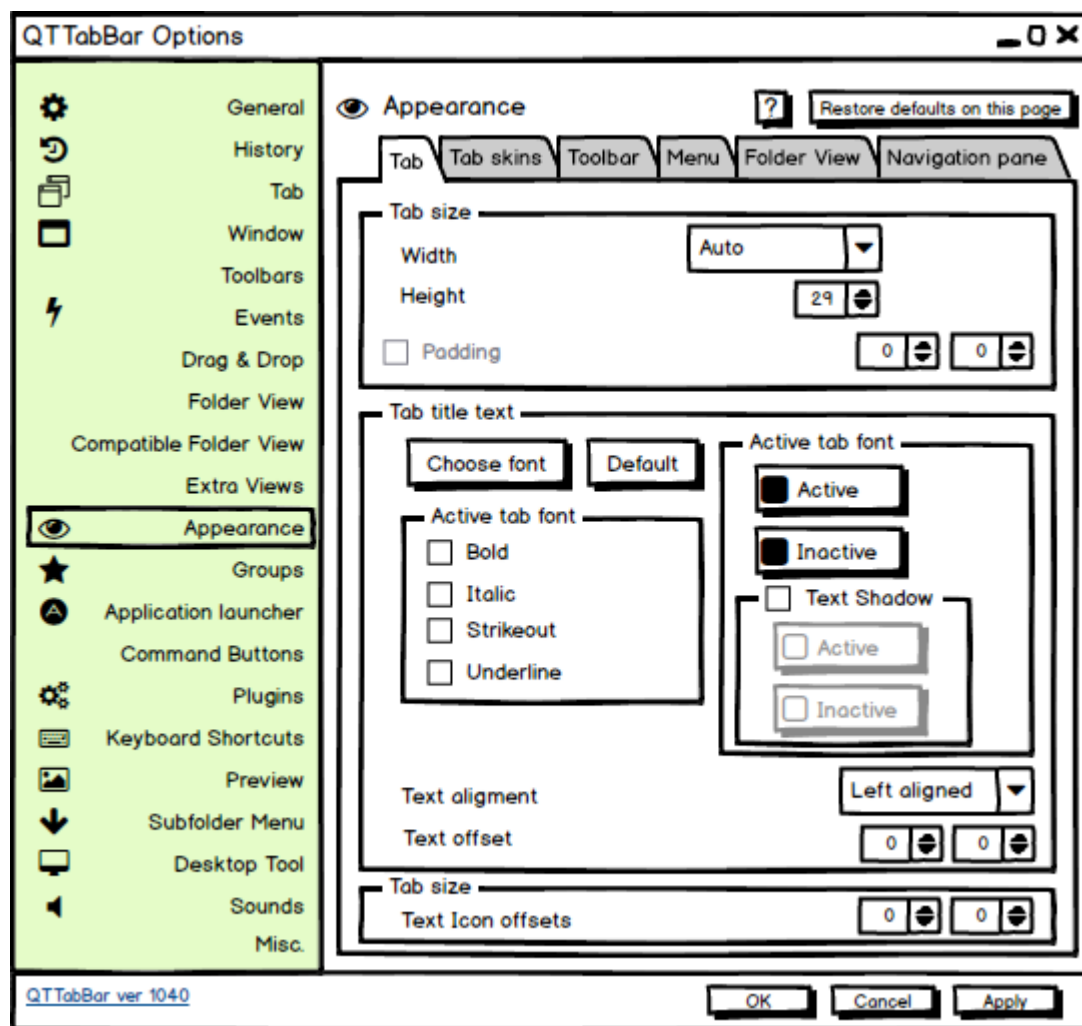 QTTabBar Options
General
History
Tab
Window
Toolbars
Events
Drag & Drop
Folder View
Compatible Folder View
Extra Views
Appearance
Groups
Application launcher
Command Buttons
Plugins
Keyboard Shortcuts
Preview
Subfolder Menu
Desktop Tool
Sounds
Misc.
Appearance ? Restore defaults on this page
Tab Tab skins Toolbar Menu Folder View Navigation pane
Tab size
Width Auto
Height 29
Padding 0 0
Tab title text
Choose font Default
Active tab font
Bold
Italic
Strikeout
Underline
Active tab font
Active
Inactive
Text Shadow
Active
Inactive
Text aligment Left aligned
Text offset 0 0
Tab size
Text Icon offsets 0 0
QTTabBar ver 1040
OK Cancel Apply